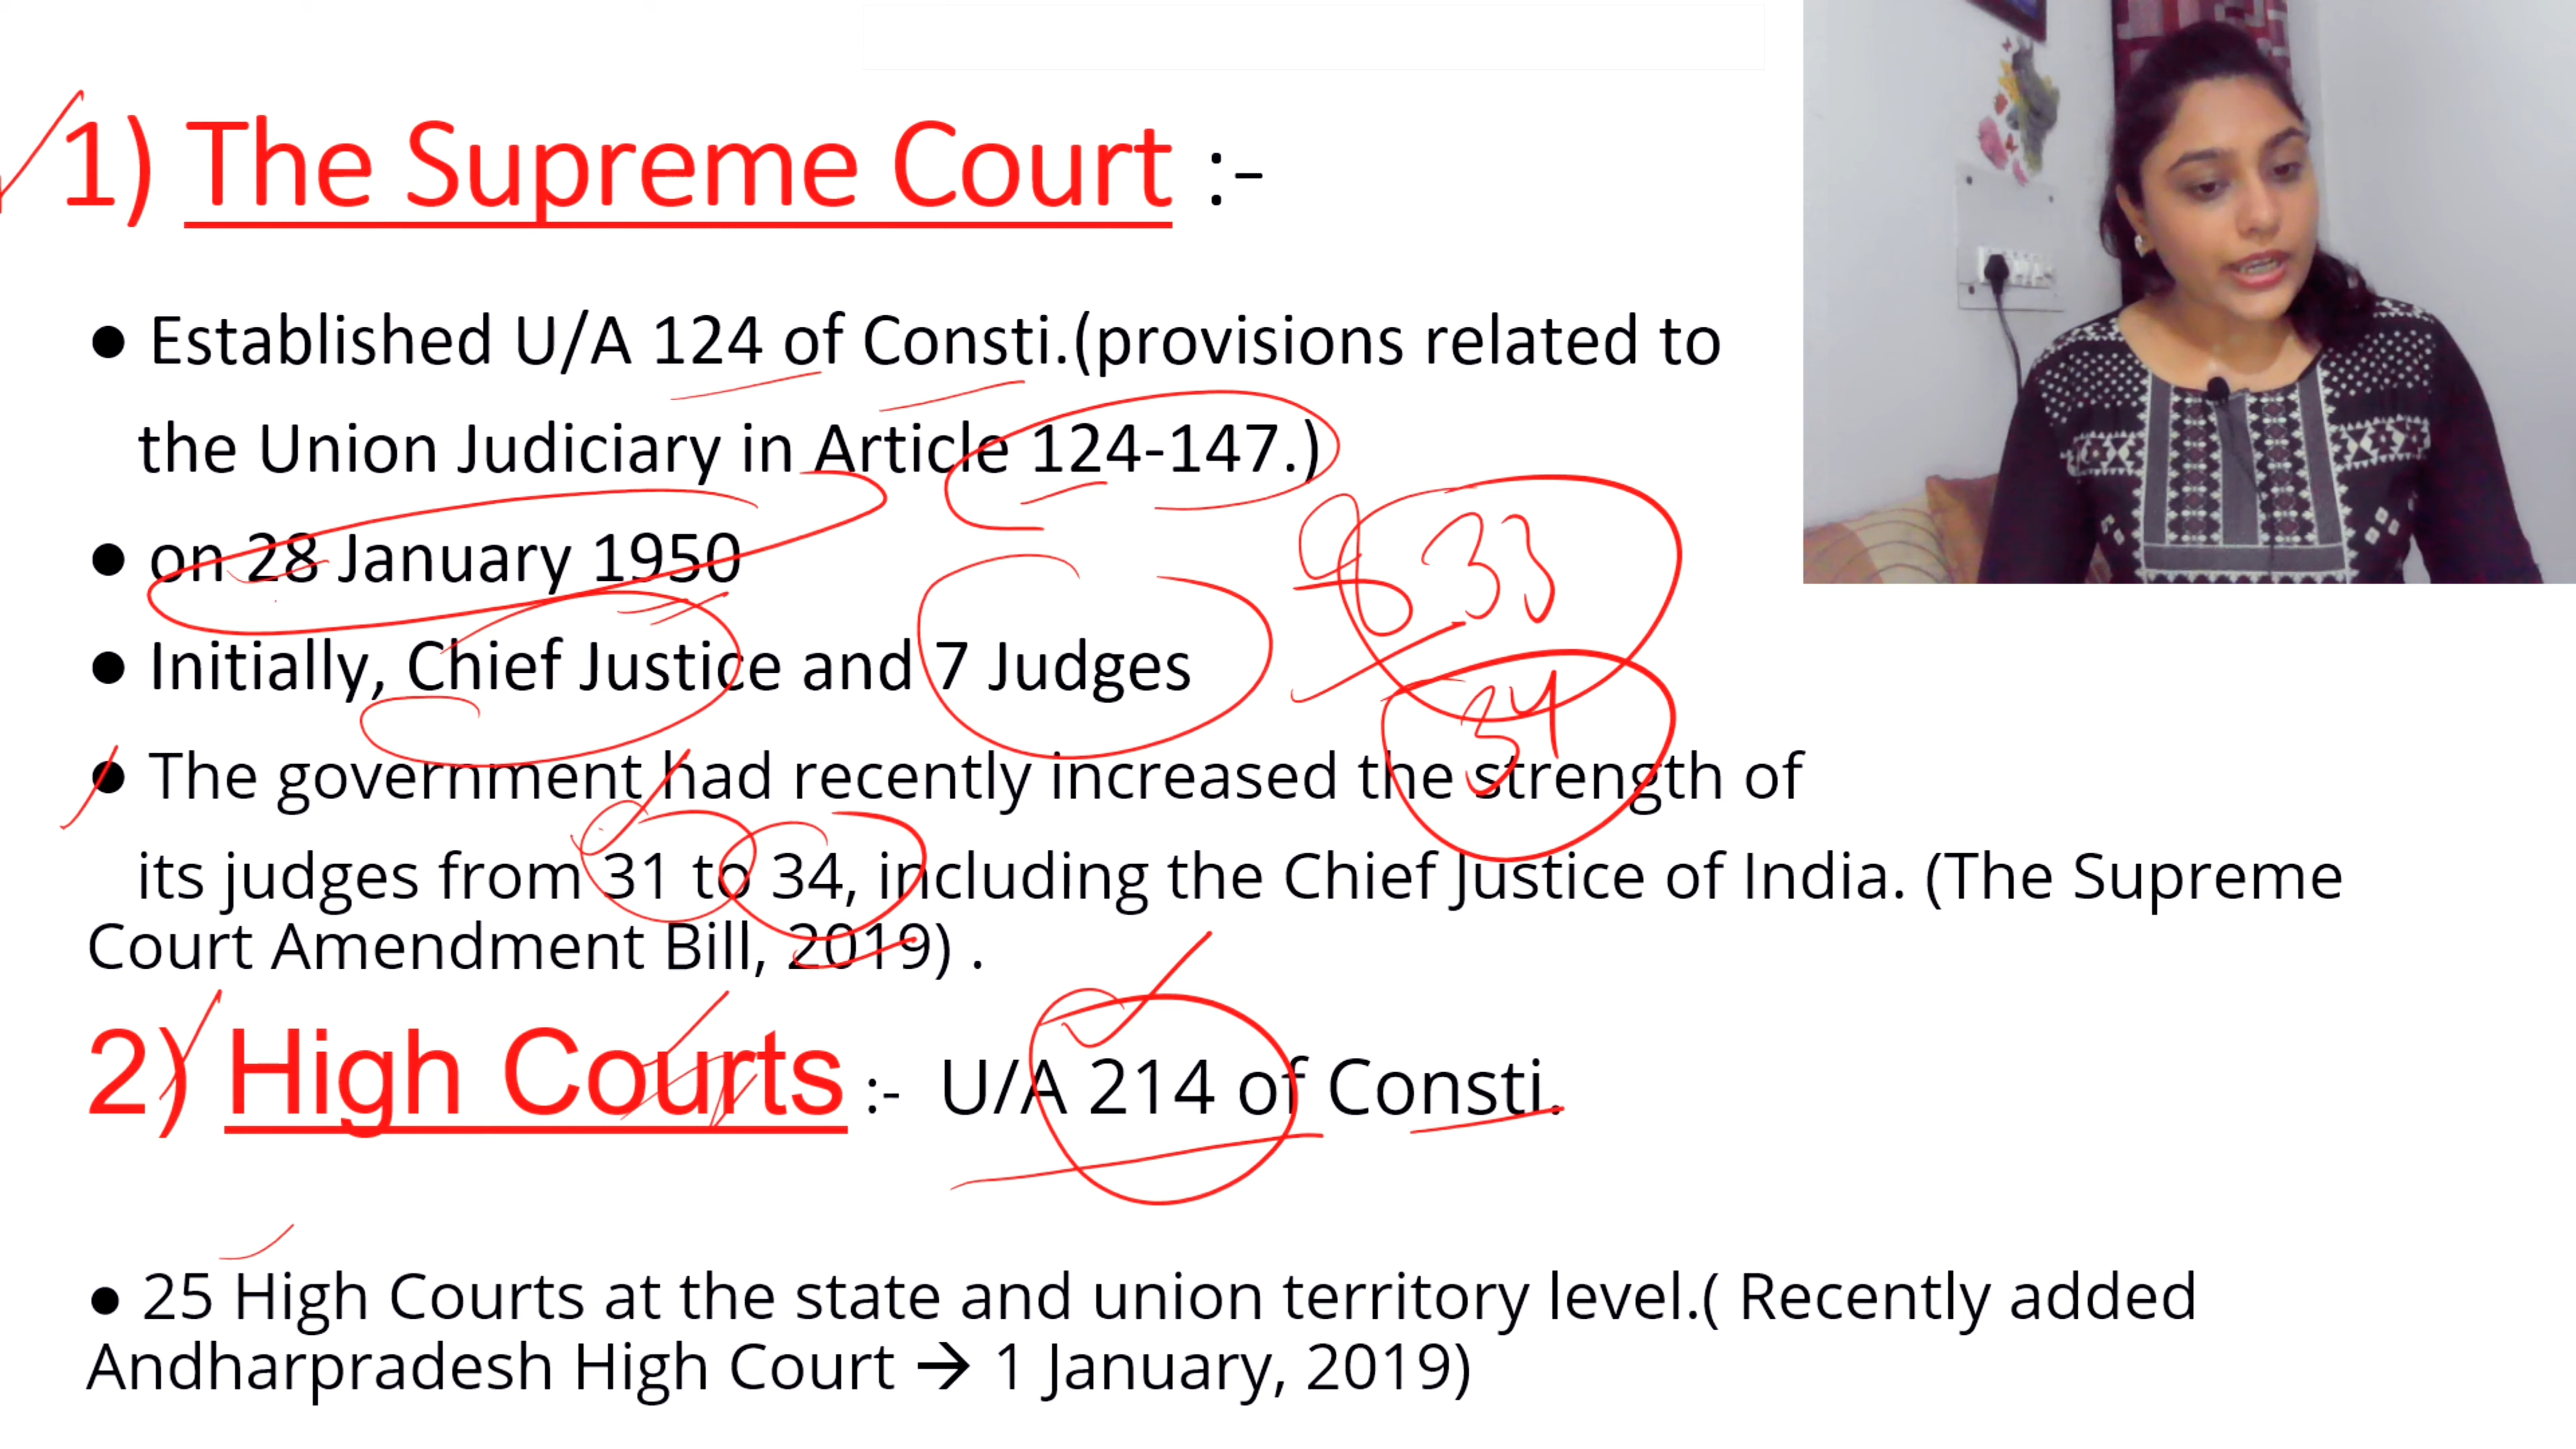 1) The Supreme Court :-
● Established U/A 124 of Consti.(provisions related to
the Union Judiciary in Article 124-147.)
● on 28 January 1950
33
● Initially, Chief Justice and 7 Judges
34
● The government had recently increased the strength of
its judges from 31 to 34, including the Chief Justice of India. (The Supreme
Court Amendment Bill, 2019) .
2) High Courts :- U/A 214 of Consti.
● 25 High Courts at the state and union territory level.( Recently added
Andharpradesh High Court → 1 January, 2019)